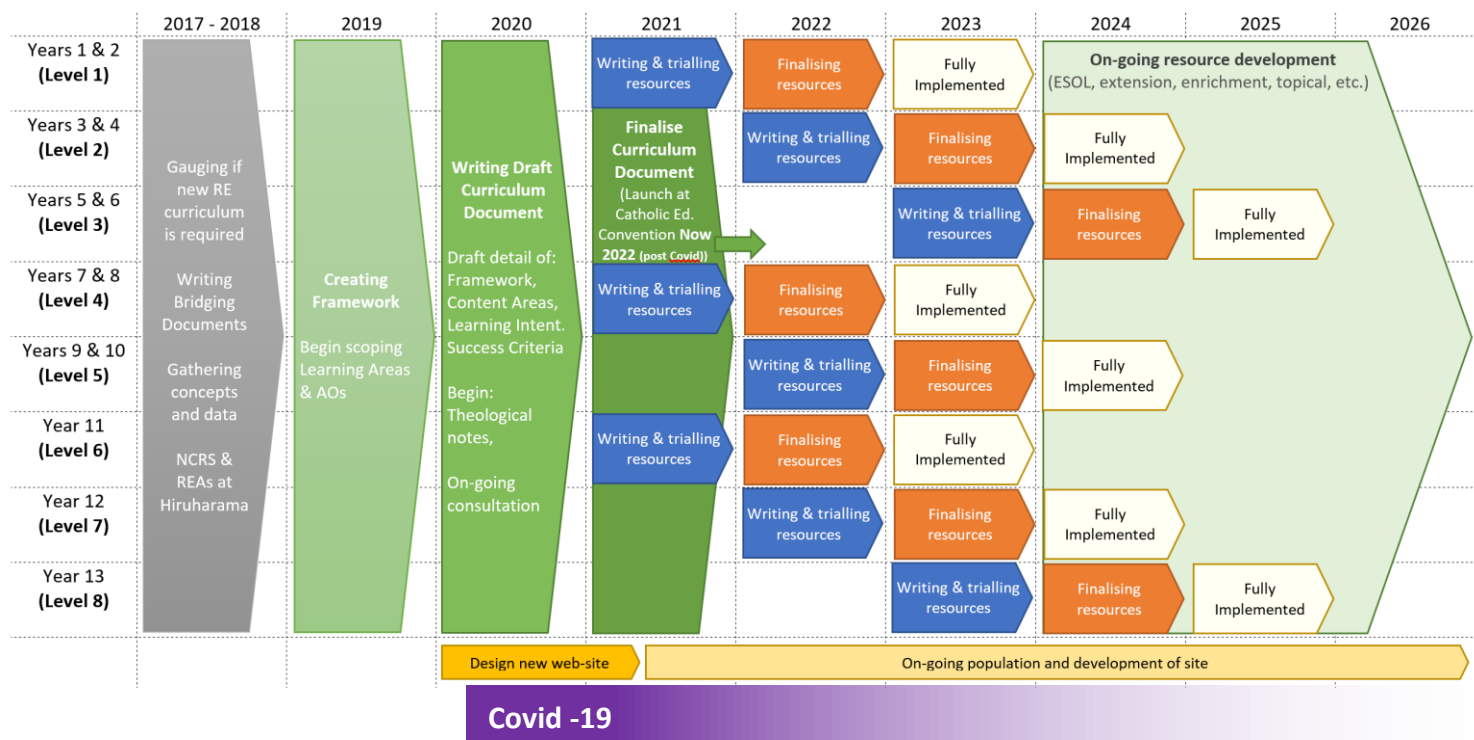 2017 - 2018
2019
2020
2021
2022
2023
2024
2025
2026
Years 1 & 2
(Level 1)
Years 3 & 4
(Level 2)
Years 5 & 6
(Level 3)
Years 7 & 8
(Level 4)
Years 9 & 10
(Level 5)
Year 11
(Level 6)
Year 12
(Level 7)
Year 13
(Level 8)
Gauging if
new RE
curriculum
is required
Writing
Bridging
Documents
Gathering
concepts
and data
NCRS &
REAs at
Hiruharama
Creating
Framework
Begin scoping
Learning Areas
& AOs
Writing Draft
Curriculum
Document
Draft detail of:
Framework,
Content Areas,
Learning Intent.
Success Criteria
Begin:
Theological
notes,
On-going
consultation
Writing & trialling
resources
Finalising
resources
Fully
Implemented
On-going resource development
(ESOL, extension, enrichment, topical, etc.)
Finalise
Curriculum
Document
(Launch at
Catholic Ed.
Convention Now
2022 (post Covid))
Writing & trialling
resources
Finalising
resources
Fully
Implemented
Writing & trialling
resources
Finalising
resources
Fully
Implemented
Writing & trialling
resources
Finalising
resources
Fully
Implemented
Writing & trialling
resources
Finalising
resources
Fully
Implemented
Writing & trialling
resources
Finalising
resources
Fully
Implemented
Writing & trialling
resources
Finalising
resources
Fully
Implemented
Writing & trialling
resources
Finalising
resources
Fully
Implemented
Design new web-site
On-going population and development of site
Covid -19